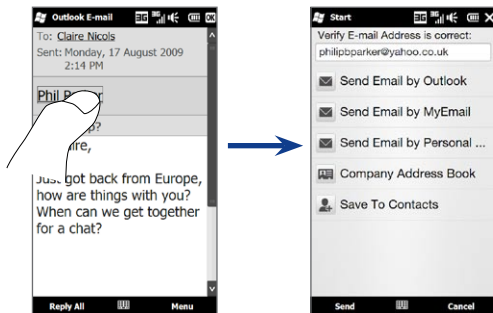 Outlook E-mail
To: Claire Nicols
Sent: Monday, 17 August 2009
2:14 PM
Phil
p?
ire,
Just got back from Europe,
how are things with you?
When can we get together
for a chat?
Reply All
Menu
Start
Verify E-mail Address is correct:
philipbparker@yahoo.co.uk
Send Email by Outlook
Send Email by MyEmail
Send Email by Personal ...
Company Address Book
Save To Contacts
Send
Cancel